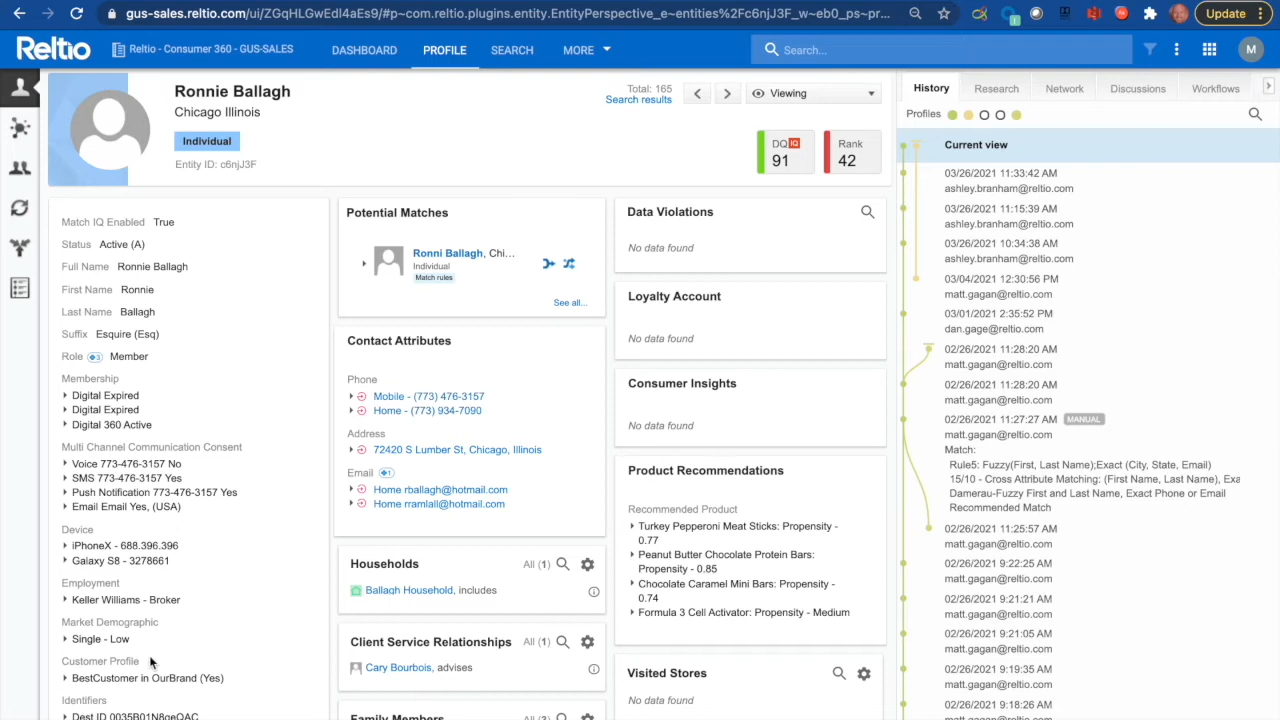 gus-sales.reltio.com/ui/ZGqHLGwEdI4aEs9/#p=com.reltio.plugins.entity.EntityPerspective_e=entities%2Fc6njJ3F_w~eb0_ps~pr...
Update
Reltio
Reltio - Consumer 360 - GUS-SALES
DASHBOARD
PROFILE
SEARCH
MORE
Search...
M
Ronnie Ballagh
Chicago Illinois
Individual
Entity ID: c6njJ3F
Total: 165
Search results
Viewing
DQ IQ
91
Rank
42
Match IQ Enabled True
Status Active (A)
Full Name Ronnie Ballagh
First Name Ronnie
Last Name Ballagh
Suffix Esquire (Esq)
Role +3 Member
Membership
Digital Expired
Digital Expired
Digital 360 Active
Multi Channel Communication Consent
Voice 773-476-3157 No
SMS 773-476-3157 Yes
Push Notification 773-476-3157 Yes
Email Email Yes, (USA)
Device
iPhoneX - 688.396.396
Galaxy S8 - 3278661
Employment
Keller Williams - Broker
Market Demographic
Single - Low
Customer Profile
BestCustomer in OurBrand (Yes)
Identifiers
Dest ID 0035B01N8qeQAC
Potential Matches
Ronni Ballagh, Chi...
Individual
Match rules
See all...
Contact Attributes
Phone
Mobile - (773) 476-3157
Home - (773) 934-7090
Address
72420 S Lumber St, Chicago, Illinois
Email +1
Home rballagh@hotmail.com
Home rramlall@hotmail.com
Households All (1)
Ballagh Household, includes
Client Service Relationships All (1)
Cary Bourbois, advises
Family Members All (3)
Data Violations
No data found
Loyalty Account
No data found
Consumer Insights
No data found
Product Recommendations
Recommended Product
Turkey Pepperoni Meat Sticks: Propensity -
0.77
Peanut Butter Chocolate Protein Bars:
Propensity - 0.85
Chocolate Caramel Mini Bars: Propensity -
0.74
Formula 3 Cell Activator: Propensity - Medium
Visited Stores
No data found
History
Research
Network
Discussions
Workflows
Profiles
Current view
03/26/2021 11:33:42 AM
ashley.branham@reltio.com
03/26/2021 11:15:39 AM
ashley.branham@reltio.com
03/26/2021 10:34:38 AM
ashley.branham@reltio.com
03/04/2021 12:30:56 PM
matt.gagan@reltio.com
03/01/2021 2:35:52 PM
dan.gage@reltio.com
02/26/2021 11:28:20 AM
matt.gagan@reltio.com
02/26/2021 11:28:20 AM
matt.gagan@reltio.com
02/26/2021 11:27:27 AM MANUAL
matt.gagan@reltio.com
Match:
Rule5: Fuzzy(First, Last Name);Exact (City, State, Email)
15/10 - Cross Attribute Matching: (First Name, Last Name), Exa
Damerau-Fuzzy First and Last Name, Exact Phone or Email
Recommended Match
02/26/2021 11:25:57 AM
matt.gagan@reltio.com
02/26/2021 9:22:25 AM
matt.gagan@reltio.com
02/26/2021 9:21:21 AM
matt.gagan@reltio.com
02/26/2021 9:21:05 AM
matt.gagan@reltio.com
02/26/2021 9:19:35 AM
matt.gagan@reltio.com
02/26/2021 9:18:26 AM